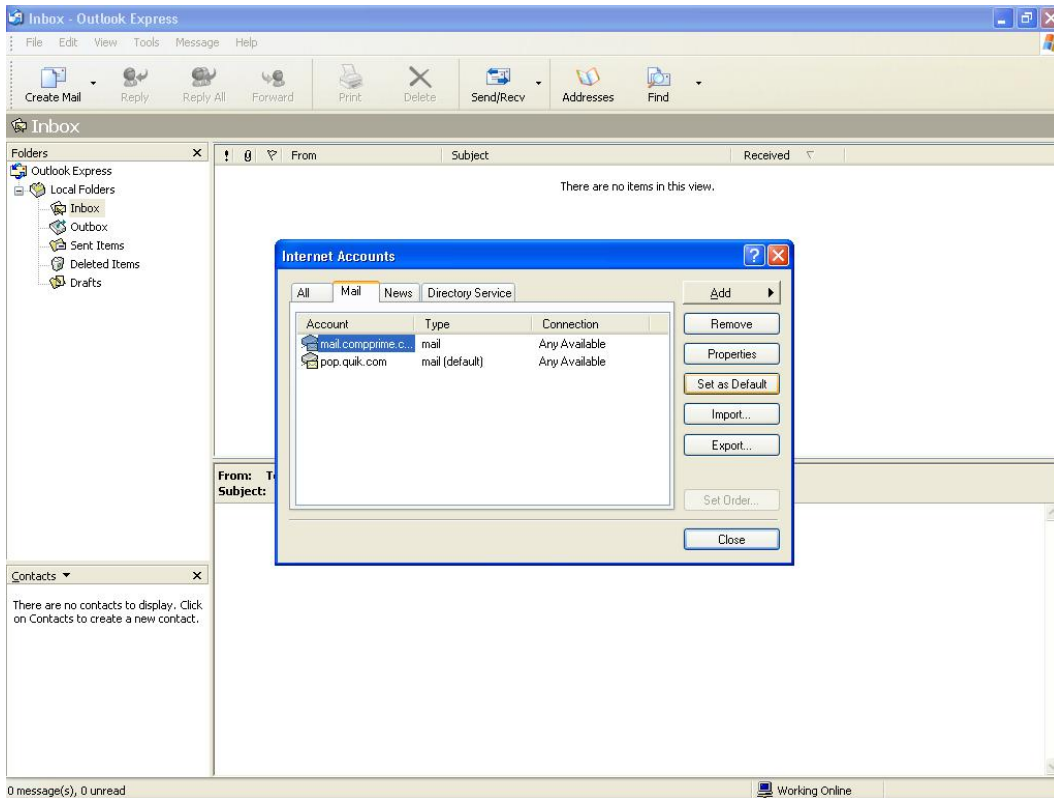 Inbox - Outlook Express
File Edit View Tools Message Help
Create Mail Reply Reply All Forward Print Delete Send/Recv Addresses Find
Inbox
Folders
Outlook Express
Local Folders
Inbox
Outbox
Sent Items
Deleted Items
Drafts
! From Subject Received
There are no items in this view.
Internet Accounts
All Mail News Directory Service
Account Type Connection
mail.compprime.c... mail Any Available
pop.quik.com mail (default) Any Available
Add
Remove
Properties
Set as Default
Import...
Export...
Set Order...
Close
From: T
Subject:
Contacts
There are no contacts to display. Click
on Contacts to create a new contact.
0 message(s), 0 unread
Working Online